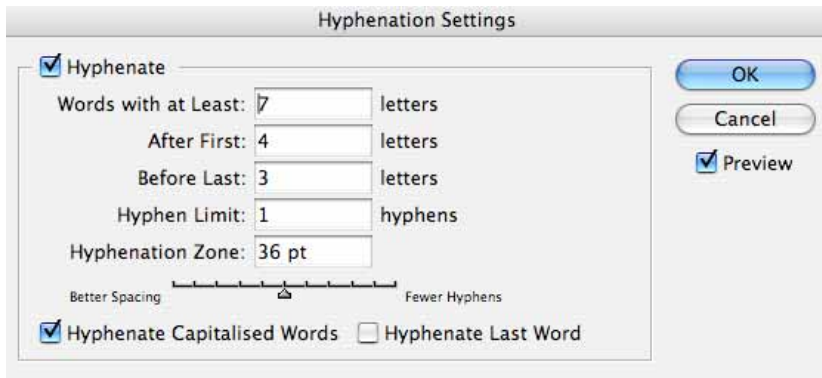 Hyphenation Settings
Hyphenate
Words with at Least: 7 letters
After First: 4 letters
Before Last: 3 letters
Hyphen Limit: 1 hyphens
Hyphenation Zone: 36 pt
Better Spacing Fewer Hyphens
Hyphenate Capitalised Words Hyphenate Last Word
OK
Cancel
Preview